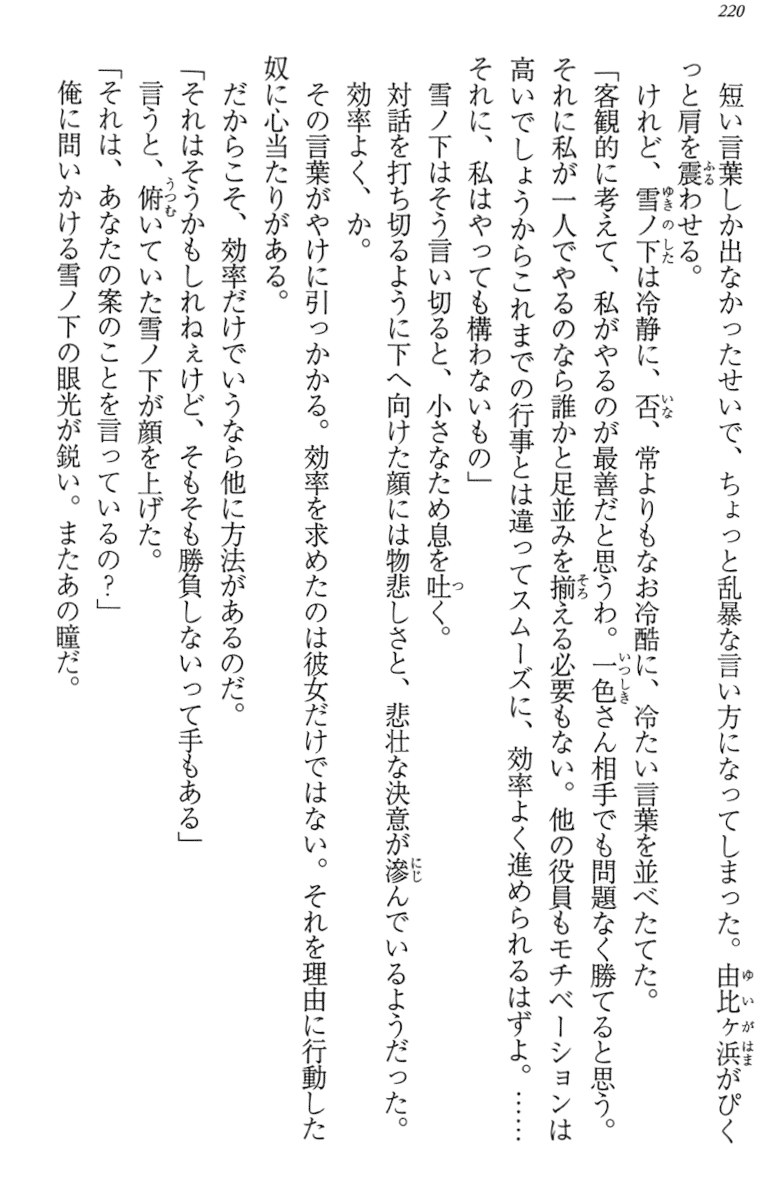 220
短い言葉しか出なかったせいで、ちょっと乱暴な言い方になってしまった。由比ヶ浜がぴく
っと肩を震わせる。
けれど、雪ノ下は冷静に、否、常よりもなお冷酷に、冷たい言葉を並べたてた。
「客観的に考えて、私がやるのが最善だと思うわ。一色さん相手でも問題なく勝てると思う。
それに私が一人でやるのなら誰かと足並みを揃える必要もない。他の役員もモチベーションは
高いでしょうからこれまでの行事とは違ってスムーズに、効率よく進められるはずよ。……
それに、私はやっても構わないもの」
雪ノ下はそう言い切ると、小さなため息を吐く。
対話を打ち切るように下へ向けた顔には物悲しさと、悲壮な決意が滲んでいるようだった。
効率よく、か。
その言葉がやけに引っかかる。効率を求めたのは彼女だけではない。それを理由に行動した
奴に心当たりがある。
だからこそ、効率だけでいうなら他に方法があるのだ。
「それはそうかもしれねぇけど、そもそも勝負しないって手もある」
言うと、俯いていた雪ノ下が顔を上げた。
「それは、あなたの案のことを言っているの？」
俺に問いかける雪ノ下の眼光が鋭い。またあの瞳だ。